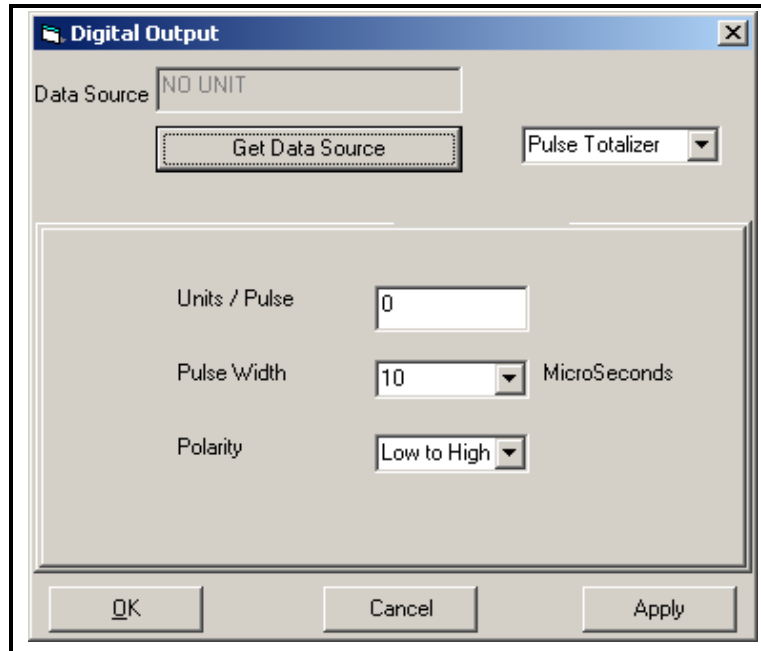 Digital Output
Data Source NO UNIT
Get Data Source Pulse Totalizer
Units / Pulse 0
Pulse Width 10 MicroSeconds
Polarity Low to High
OK Cancel Apply